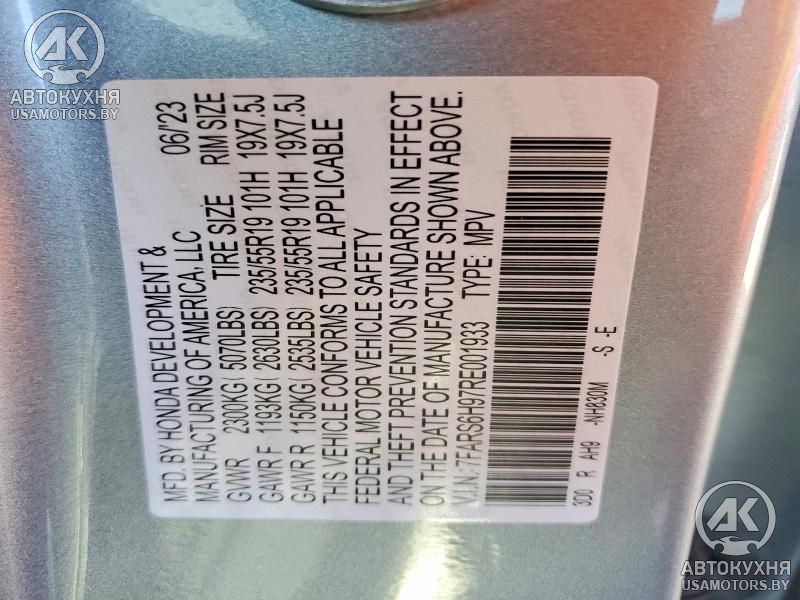 АК
АВТОКУХНЯ
USAMOTORS.BY
MFD. BY HONDA DEVELOPMENT & 06/'23
MANUFACTURING OF AMERICA, LLC
GVWR 2300KG ( 5070LBS) TIRE SIZE RIM SIZE
GAWR F 1193KG ( 2630LBS) 235/55R19 101H 19X7.5J
GAWR R 1150KG ( 2535LBS) 235/55R19 101H 19X7.5J
THIS VEHICLE CONFORMS TO ALL APPLICABLE
FEDERAL MOTOR VEHICLE SAFETY
AND THEFT PREVENTION STANDARDS IN EFFECT
ON THE DATE OF MANUFACTURE SHOWN ABOVE.
V.I.N.: 7FARS6H97RE001933 TYPE: MPV
3D0 R AH9 -NH830M -S -E
АК
АВТОКУХНЯ
USAMOTORS.BY